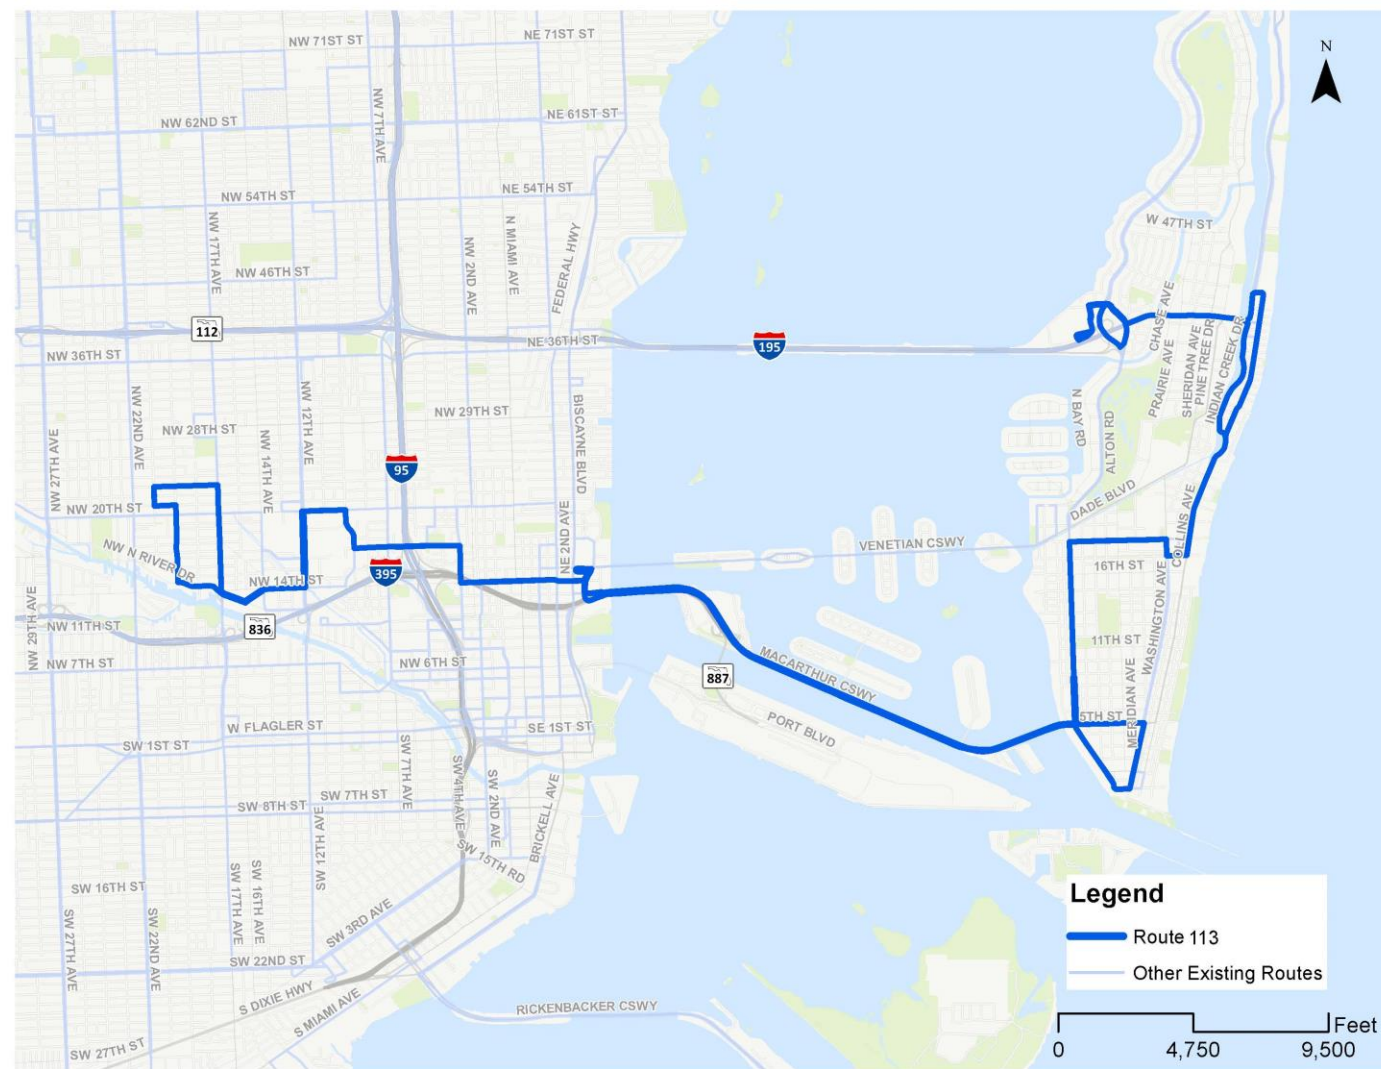 N
NW 71ST ST
NE 71ST ST
NW 7TH AVE
NW 62ND ST
NE 61ST ST
NW 54TH ST
NE 54TH ST
NW 17TH AVE
NW 2ND AVE
N MIAMI AVE
FEDERAL HWY
W 47TH ST
NW 46TH ST
112
NW 36TH ST
NE 36TH ST
195
CHASE AVE
PRAIRIE AVE
SHERIDAN AVE
PINE TREE DR
INDIAN CREEK DR
NW 22ND AVE
NW 12TH AVE
NW 29TH ST
BISCAYNE BLVD
N BAY RD
ALTON RD
NW 27TH AVE
NW 28TH ST
NW 14TH AVE
95
NW 20TH ST
NE 2ND AVE
DADE BLVD
COLLINS AVE
VENETIAN CSWY
NW N RIVER DR
NW 14TH ST
395
16TH ST
WASHINGTON AVE
NW 29TH AVE
NW 11TH ST
836
11TH ST
NW 7TH ST
NW 6TH ST
887
MACARTHUR CSWY
MERIDIAN AVE
5TH ST
PORT BLVD
W FLAGLER ST
SE 1ST ST
SW 1ST ST
SW 7TH AVE
SW 4TH AVE
SW 2ND AVE
BRICKELL AVE
SW 7TH ST
SW 8TH ST
SW 12TH AVE
SW 15TH RD
SW 16TH ST
SW 17TH AVE
SW 16TH AVE
SW 27TH AVE
SW 22ND AVE
SW 3RD AVE
SW 22ND ST
S DIXIE HWY
S MIAMI AVE
RICKENBACKER CSWY
SW 27TH ST
Legend
Route 113
Other Existing Routes
Feet
0 4,750 9,500